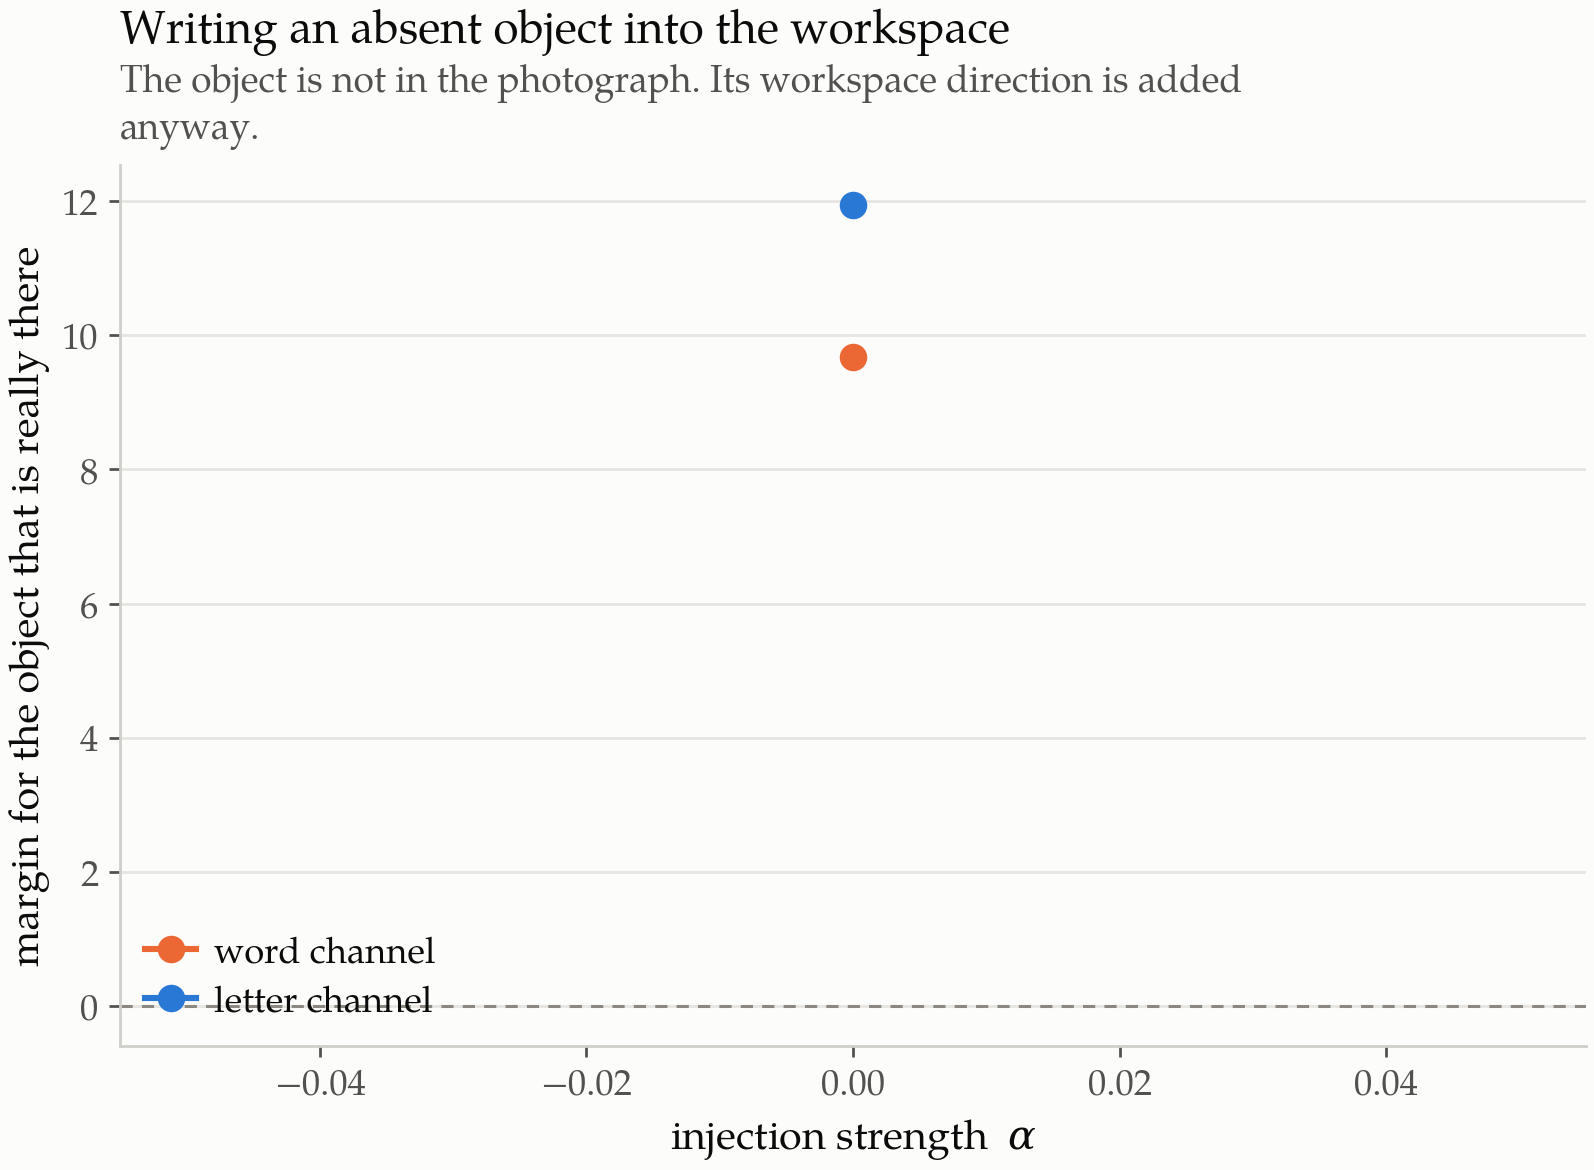 Writing an absent object into the workspace
The object is not in the photograph. Its workspace direction is added
anyway.
margin for the object that is really there
12
10
8
6
4
2
0
word channel
letter channel
−0.04
−0.02
0.00
0.02
0.04
injection strength α